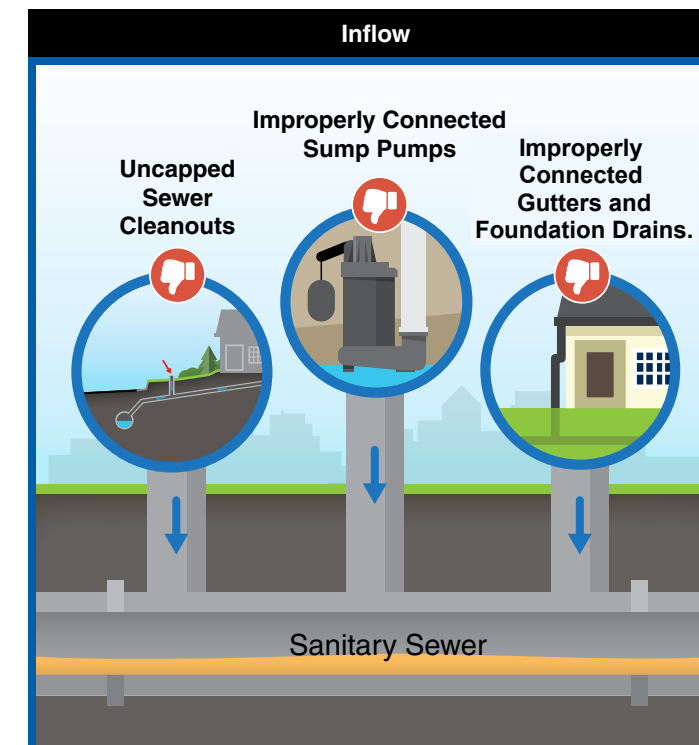 Inflow
Uncapped
Sewer
Cleanouts
Improperly Connected
Sump Pumps
Improperly
Connected
Gutters and
Foundation Drains.
Sanitary Sewer